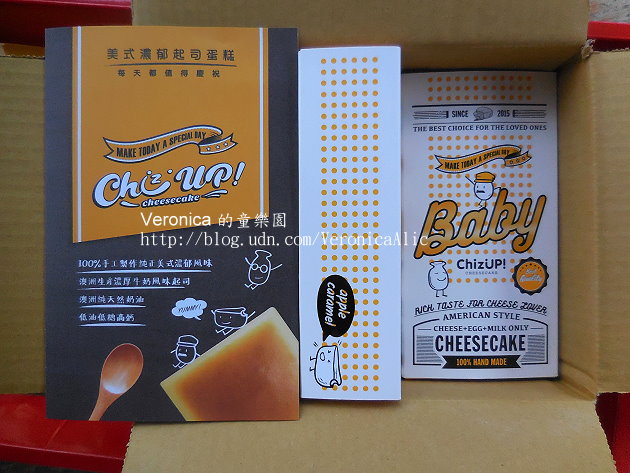 美式濃郁起司蛋糕
每天都值得慶祝
MAKE TODAY A SPECIAL DAY
Chiz UP!
cheesecake
100%手工製作純正美式濃郁風味
澳洲生產濃厚牛奶風味起司
澳洲純天然奶油
低油低糖高鈣
YUMMY!
apple
caramel
SINCE 2015
THE BEST CHOICE FOR THE LOVED ONES
MAKE TODAY A SPECIAL DAY
Baby
ChizUP!
CHEESECAKE
Quality
RICH TASTE FOR CHEESE LOVER
AMERICAN STYLE
CHEESE+EGG+MILK ONLY
CHEESECAKE
100% HAND MADE
Veronica 的童樂園
http://blog.udn.com/VeronicaAlic